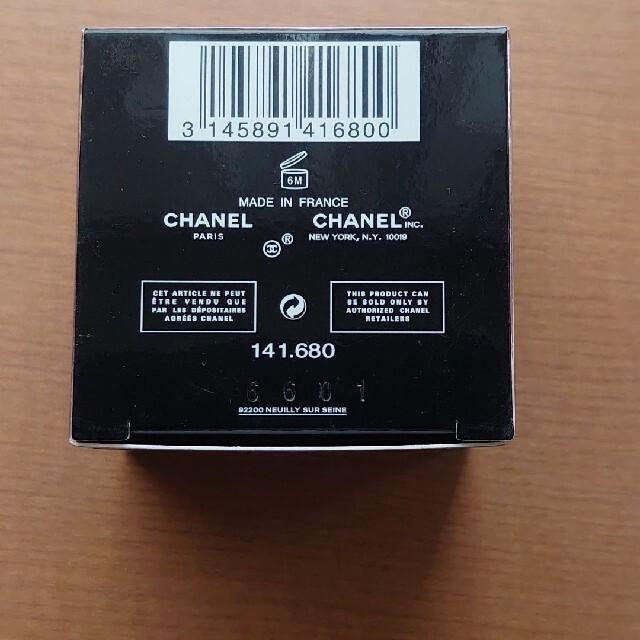 3 145891 416800
6M
MADE IN FRANCE
CHANEL CHANEL® INC.
PARIS NEW YORK, N.Y. 10019
®
CET ARTICLE NE PEUT
ÊTRE VENDU QUE
PAR LES DÉPOSITAIRES
AGRÉÉS CHANEL
THIS PRODUCT CAN
BE SOLD ONLY BY
AUTHORIZED CHANEL
RETAILERS
141.680
6601
92200 NEUILLY SUR SEINE